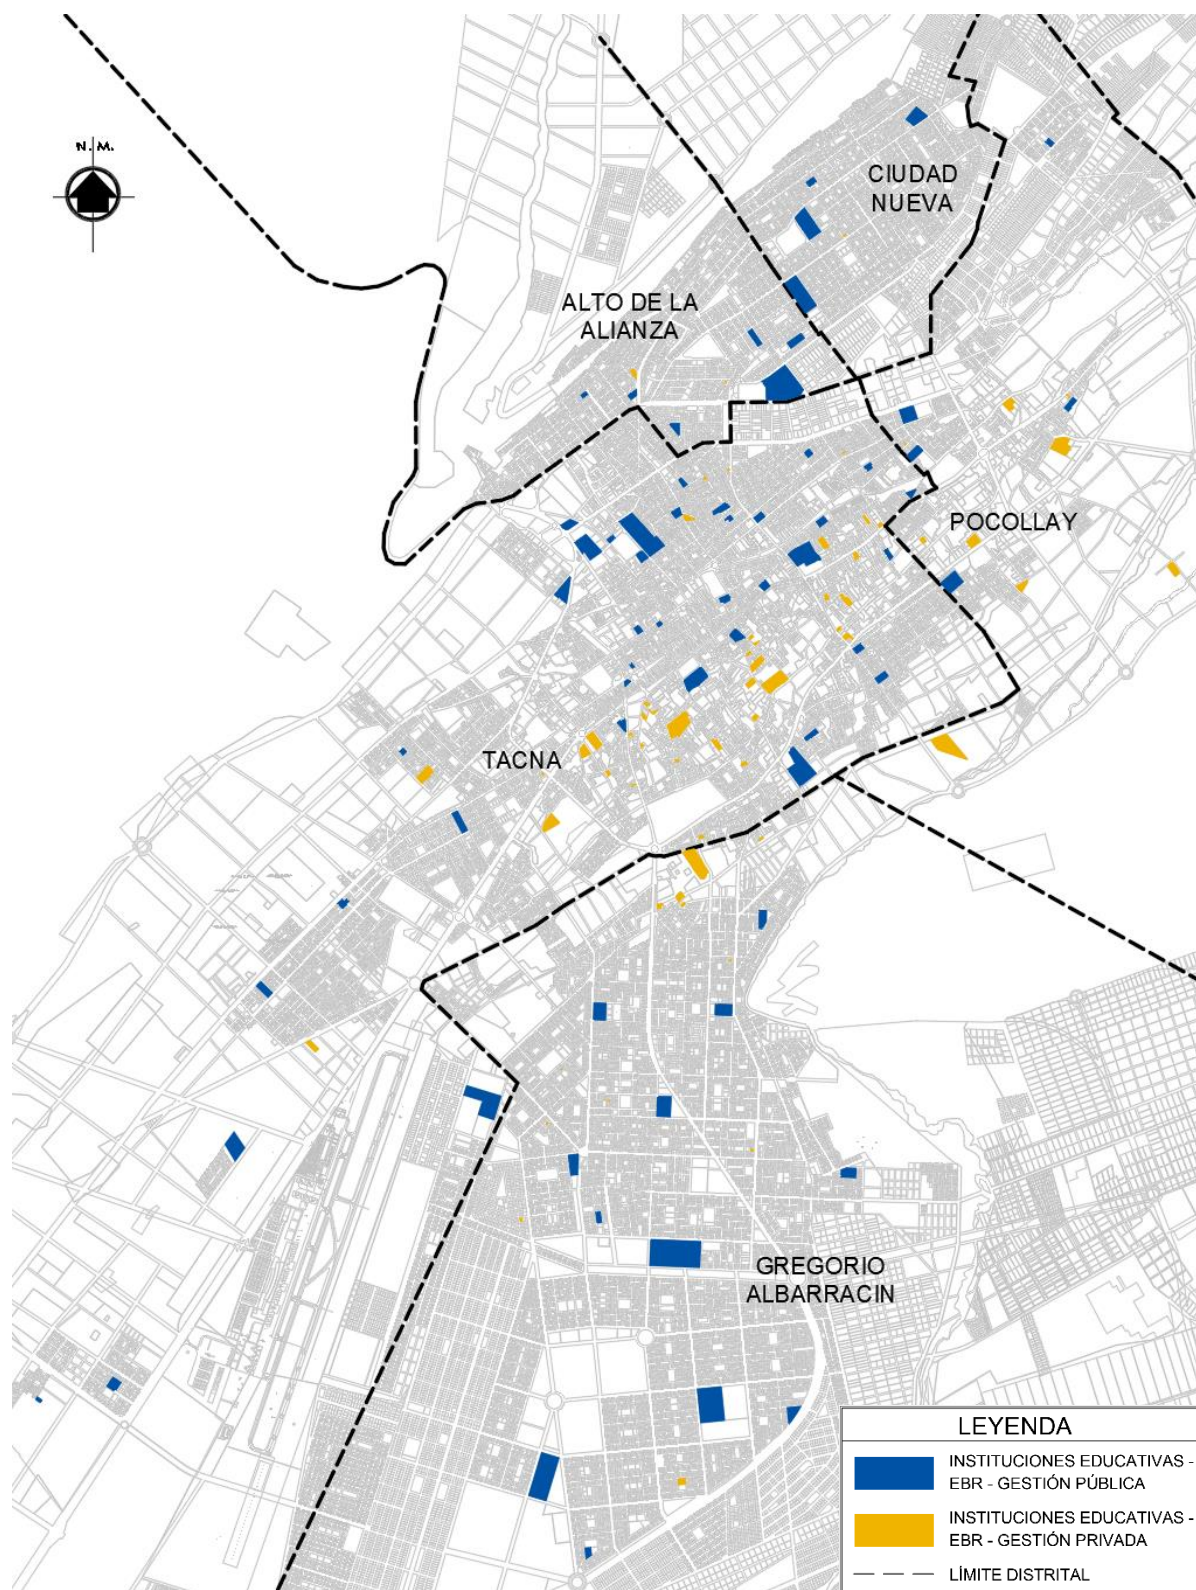 N. M.
CIUDAD
NUEVA
ALTO DE LA
ALIANZA
POCOLLAY
TACNA
GREGORIO
ALBARRACIN
LEYENDA
INSTITUCIONES EDUCATIVAS -
EBR - GESTIÓN PÚBLICA
INSTITUCIONES EDUCATIVAS -
EBR - GESTIÓN PRIVADA
LÍMITE DISTRITAL